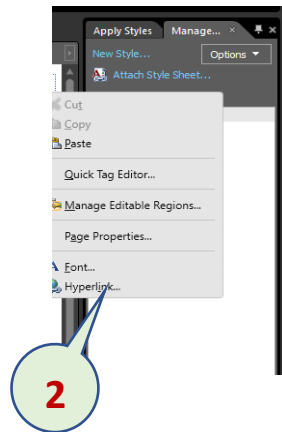 Apply Styles Manage... ×
New Style... Options
Attach Style Sheet...
Cut
Copy
Paste
Quick Tag Editor...
Manage Editable Regions...
Page Properties...
Font...
Hyperlink...
2